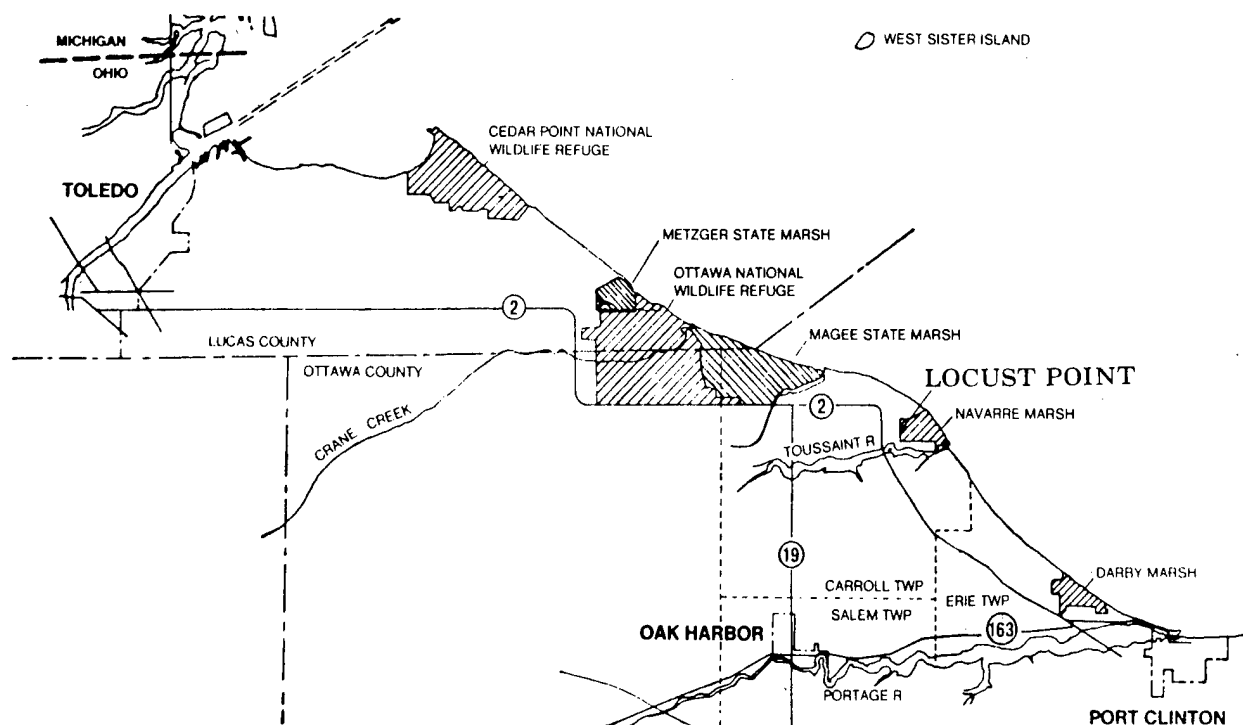 MICHIGAN
OHIO
WEST SISTER ISLAND
CEDAR POINT NATIONAL
WILDLIFE REFUGE
TOLEDO
METZGER STATE MARSH
OTTAWA NATIONAL
WILDLIFE REFUGE
2
MAGEE STATE MARSH
LUCAS COUNTY
OTTAWA COUNTY
LOCUST POINT
2
NAVARRE MARSH
CRANE CREEK
TOUSSAINT R
19
DARBY MARSH
CARROLL TWP
ERIE TWP
SALEM TWP
163
OAK HARBOR
PORTAGE R
PORT CLINTON